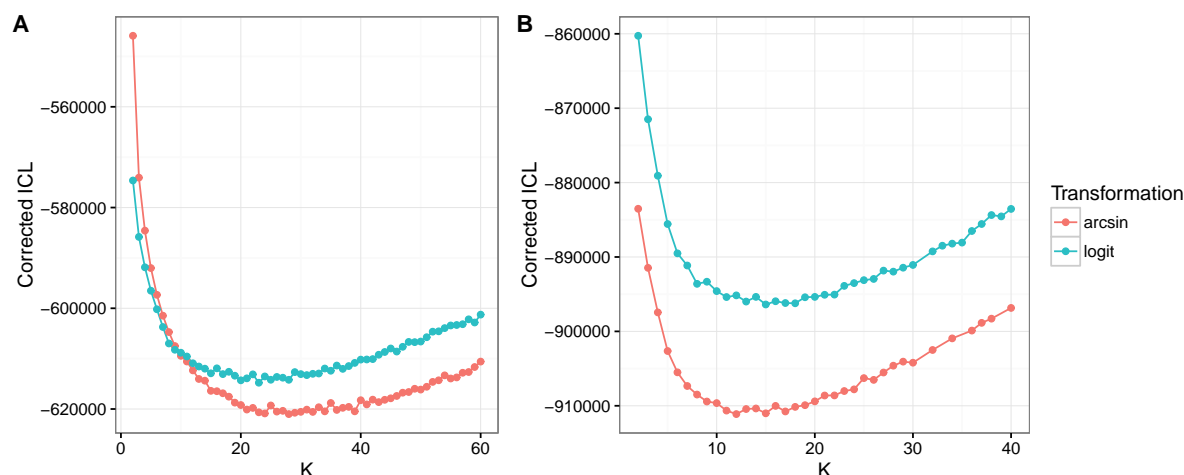 A
Corrected ICL
−560000
−580000
−600000
−620000
0
20
40
60
K
B
Corrected ICL
−860000
−870000
−880000
−890000
−900000
−910000
10
20
30
40
K
Transformation
arcsin
logit